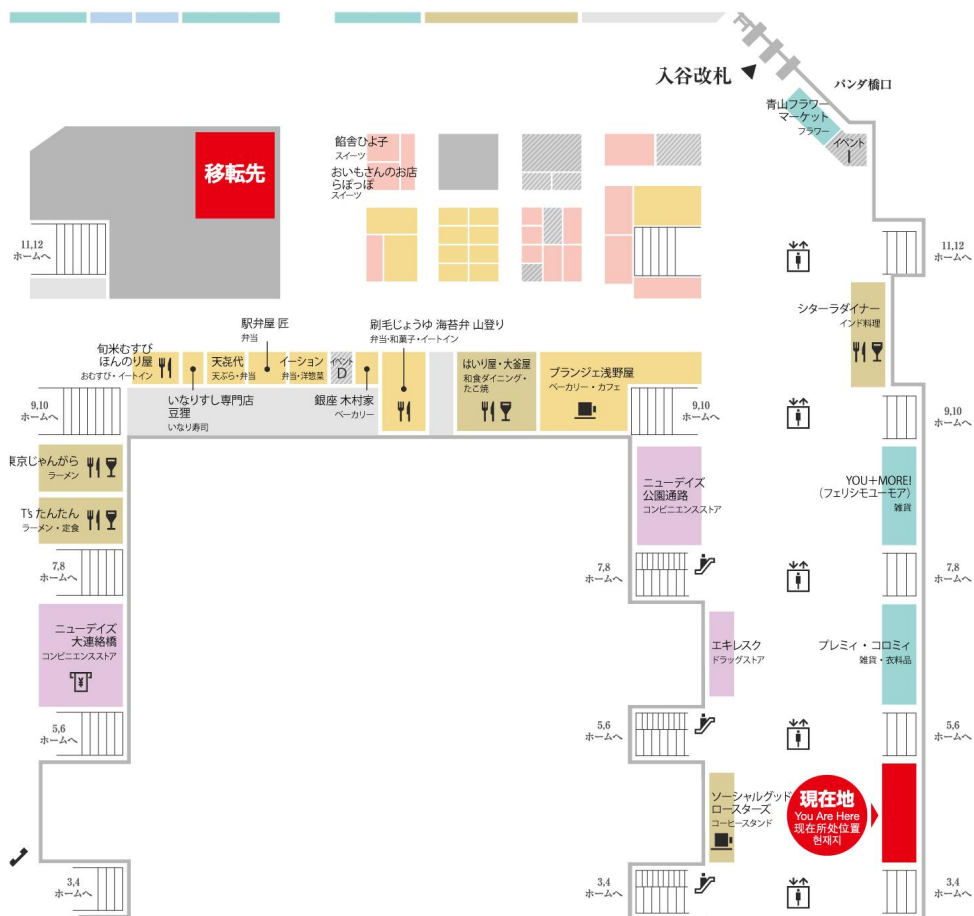 入谷改札
パンダ橋口
青山フラワー
マーケット
フラワー
イベント
I
移転先
餡舎ひよ子
スイーツ
おいもさんのお店
らぽっぽ
スイーツ
11,12
ホームへ
11,12
ホームへ
シターラダイナー
インド料理
駅弁屋 匠
弁当
刷毛じょうゆ 海苔弁 山登り
弁当・和菓子・イートイン
旬米むすび
ほんのり屋
おむすび・イートイン
天㐂代
天ぷら・弁当
イーション
弁当・洋惣菜
イベント
D
はいり屋・大釜屋
和食ダイニング・
たこ焼
ブランジェ浅野屋
ベーカリー・カフェ
いなりすし専門店
豆狸
いなり寿司
銀座 木村家
ベーカリー
9,10
ホームへ
9,10
ホームへ
9,10
ホームへ
東京じゃんがら
ラーメン
T's たんたん
ラーメン・定食
ニューデイズ
公園通路
コンビニエンスストア
YOU+MORE!
（フェリシモユーモア）
雑貨
7,8
ホームへ
7,8
ホームへ
7,8
ホームへ
ニューデイズ
大連絡橋
コンビニエンスストア
¥
エキレスク
ドラッグストア
プレミィ・コロミィ
雑貨・衣料品
5,6
ホームへ
5,6
ホームへ
5,6
ホームへ
ソーシャルグッド
ロースターズ
コーヒースタンド
現在地
You Are Here
现在所处位置
현재지
3,4
ホームへ
3,4
ホームへ
3,4
ホームへ